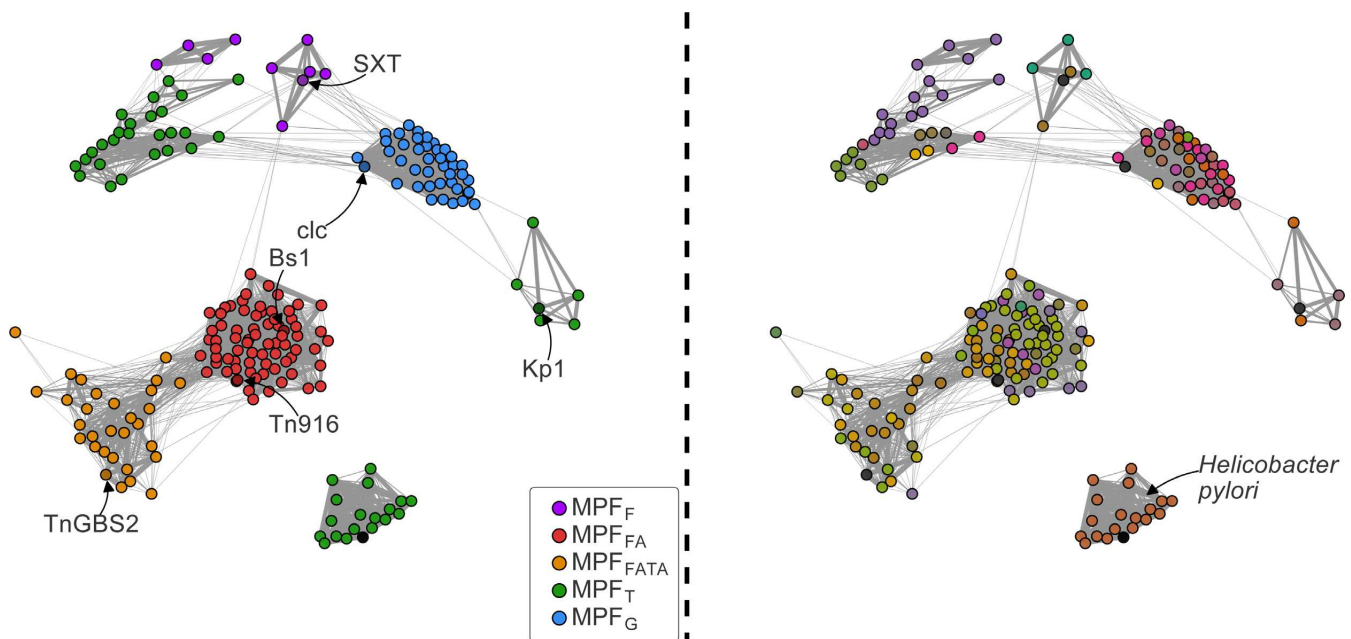 SXT
clc
Bs1
Kp1
Tn916
TnGBS2
MPF_F
MPF_FA
MPF_FATA
MPF_T
MPF_G
Helicobacter
pylori